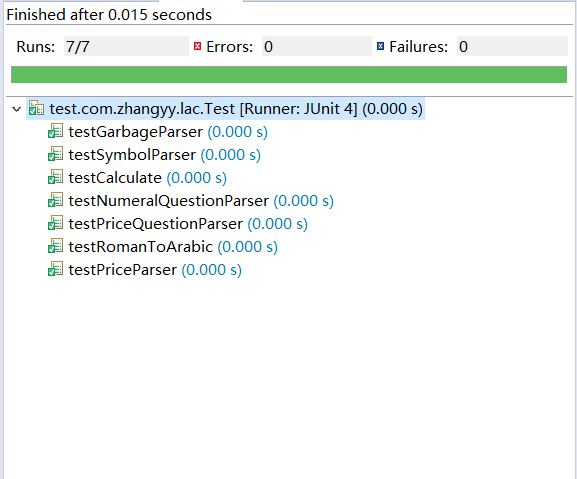 Finished after 0.015 seconds
Runs: 7/7 Errors: 0 Failures: 0
test.com.zhangyy.lac.Test [Runner: JUnit 4] (0.000 s)
testGarbageParser (0.000 s)
testSymbolParser (0.000 s)
testCalculate (0.000 s)
testNumeralQuestionParser (0.000 s)
testPriceQuestionParser (0.000 s)
testRomanToArabic (0.000 s)
testPriceParser (0.000 s)